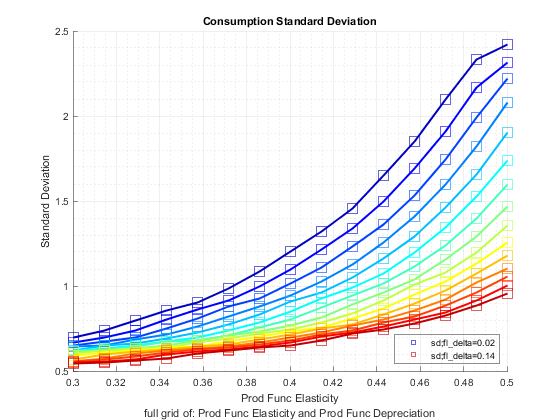 Consumption Standard Deviation
2.5
2
1.5
1
0.5
Standard Deviation
sd;fl_delta=0.02
sd;fl_delta=0.14
0.3 0.32 0.34 0.36 0.38 0.4 0.42 0.44 0.46 0.48 0.5
Prod Func Elasticity
full grid of: Prod Func Elasticity and Prod Func Depreciation